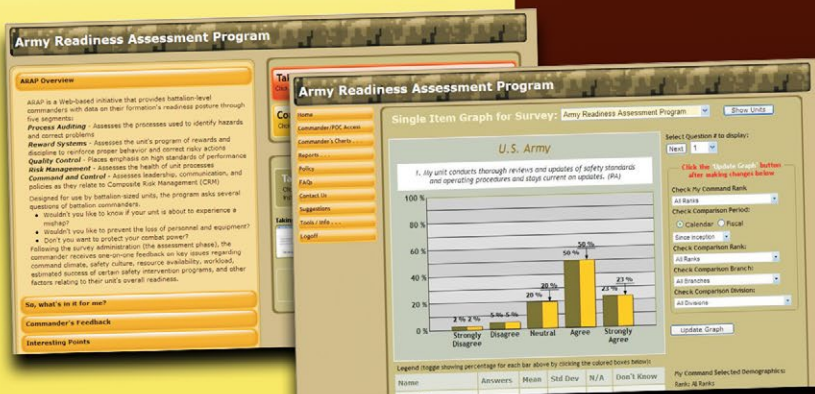 Army Readiness Assessment Program
ARAP Overview
ARAP is a Web-based initiative that provides battalion-level
commanders with data on their formation's readiness posture through
five segments:
Process Auditing - Assesses the processes used to identify hazards
and correct problems
Reward Systems - Assesses the unit's program of rewards and
discipline to reinforce proper behavior and correct risky actions
Quality Control - Places emphasis on high standards of performance
Risk Management - Assesses the health of unit processes
Command and Control - Assesses leadership, communication, and
policies as they relate to Composite Risk Management (CRM)
Designed for use by battalion-sized units, the program asks several
questions of battalion commanders.
• Wouldn't you like to know if your unit is about to experience a
mishap?
• Wouldn't you like to prevent the loss of personnel and equipment?
• Don't you want to protect your combat power?
Following the survey administration (the assessment phase), the
commander receives one-on-one feedback on key issues regarding
command climate, safety culture, resource availability, workload,
estimated success of certain safety intervention programs, and other
factors relating to their unit's overall readiness.
So, what's in it for me?
Commander's Feedback
Interesting Points
Army Readiness Assessment Program
Home
Commander/POC Access
Commander's Charts . . .
Reports . . .
Policy
FAQs
Contact Us
Suggestions
Tools / Info . . .
Logoff
Single Item Graph for Survey: Army Readiness Assessment Program
Show Units
U.S. Army
1. My unit conducts thorough reviews and updates of safety standards
and operating procedures and stays current on updates. (PA)
100 %
80 %
60 %
40 %
20 %
0 %
2 % 2 %
5 % 5 %
20 % 20 %
50 % 50 %
23 % 23 %
Strongly Disagree
Disagree
Neutral
Agree
Strongly Agree
Legend (toggle showing percentage for each bar above by clicking the colored boxes below):
Name Answers Mean Std Dev N/A Don't Know
Select Question # to display:
Next 1
Click the "Update Graph" button
after making changes below
Check My Command Rank
All Ranks
Check Comparison Period:
Calendar Fiscal
Since Inception
Check Comparison Rank:
All Ranks
Check Comparison Branch:
All Branches
Check Comparison Division:
All Divisions
Update Graph
My Command Selected Demographics:
Rank: All Ranks